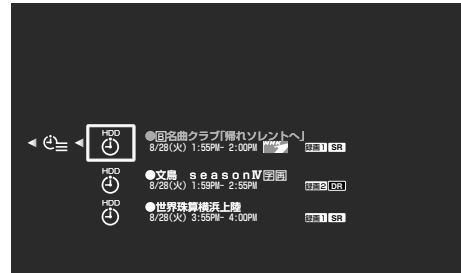 HDD
●回名曲クラブ「帰れソレントへ」
8/28(火) 1:55PM- 2:00PM 録画1 SR
HDD
●文鳥 seasonⅣ字画
8/28(火) 1:59PM- 2:55PM 録画2 DR
HDD
●世界珠算横浜上陸
8/28(火) 3:55PM- 4:00PM 録画1 SR